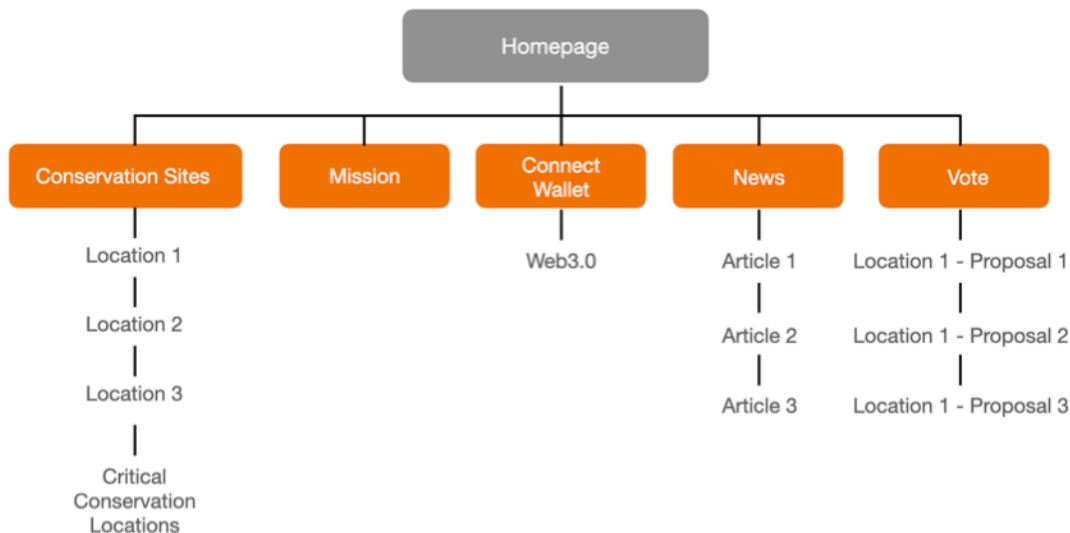 Homepage
Conservation Sites
Mission
Connect
Wallet
News
Vote
Location 1
Location 2
Location 3
Critical
Conservation
Locations
Web3.0
Article 1
Article 2
Article 3
Location 1 - Proposal 1
Location 1 - Proposal 2
Location 1 - Proposal 3